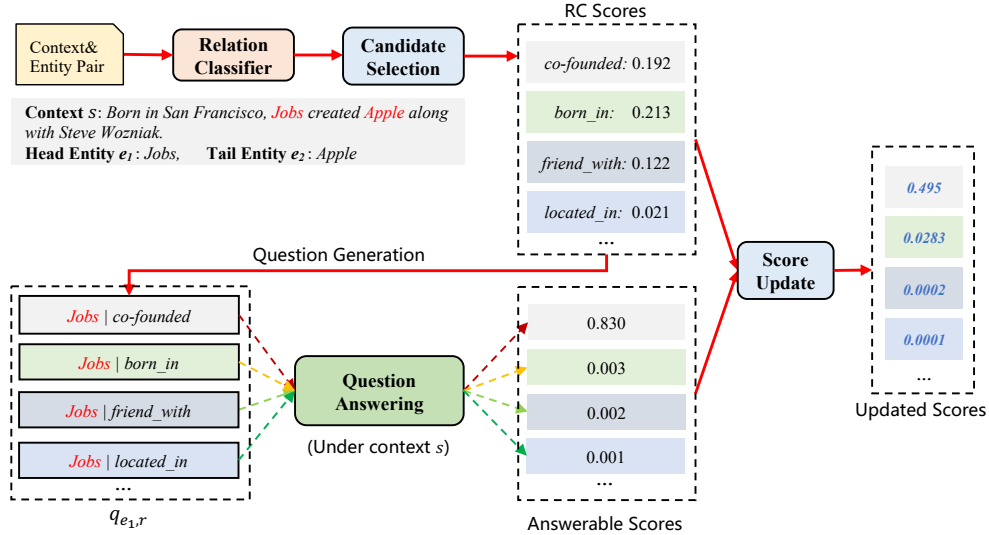 RC Scores
Context&
Entity Pair
Relation
Classifier
Candidate
Selection
co-founded: 0.192
born_in: 0.213
friend_with: 0.122
located_in: 0.021
...
Context s: Born in San Francisco, Jobs created Apple along
with Steve Wozniak.
Head Entity e1: Jobs, Tail Entity e2: Apple
Question Generation
Score
Update
0.495
0.0283
0.0002
0.0001
...
Updated Scores
Jobs | co-founded
Jobs | born_in
Jobs | friend_with
Jobs | located_in
...
q_{e1,r}
Question
Answering
(Under context s)
0.830
0.003
0.002
0.001
...
Answerable Scores